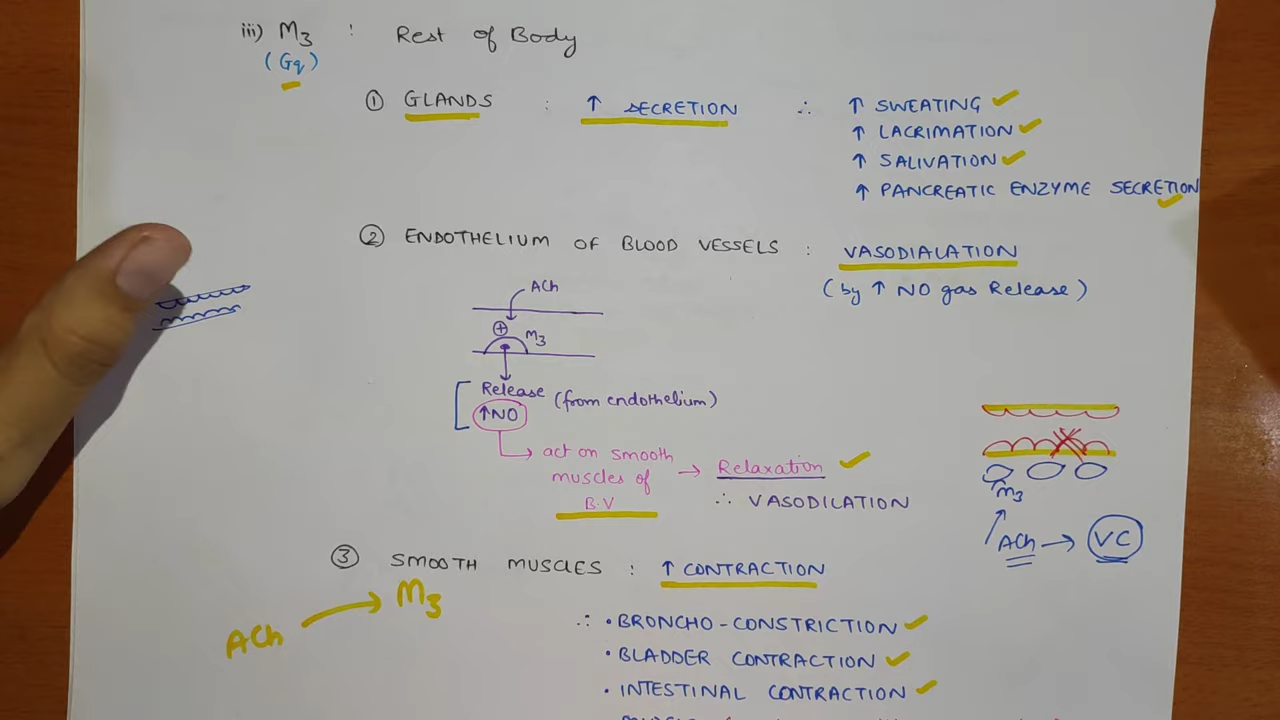 iii) M3 : Rest of Body
(Gq)
① GLANDS : ↑ SECRETION ∴ ↑ SWEATING ✓
↑ LACRIMATION ✓
↑ SALIVATION ✓
↑ PANCREATIC ENZYME SECRETION ✓
② ENDOTHELIUM OF BLOOD VESSELS : VASODIALATION
(by ↑ NO gas Release)
ACh
⊕ M3
Release (from endothelium)
↑NO
act on smooth
muscles of
B.V
→ Relaxation ✓
∴ VASODILATION
M3
ACh → VC
③ SMOOTH MUSCLES : ↑ CONTRACTION
ACh → M3
∴ • BRONCHO-CONSTRICTION ✓
• BLADDER CONTRACTION ✓
• INTESTINAL CONTRACTION ✓